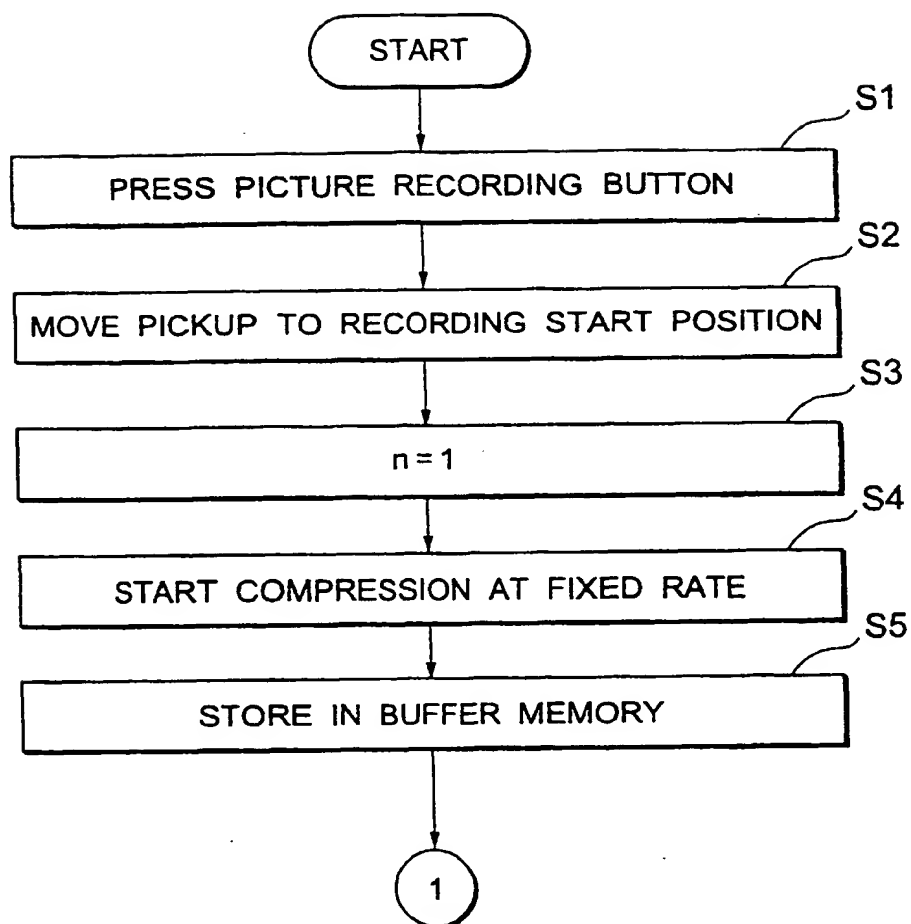 START
S1
PRESS PICTURE RECORDING BUTTON
S2
MOVE PICKUP TO RECORDING START POSITION
S3
n = 1
S4
START COMPRESSION AT FIXED RATE
S5
STORE IN BUFFER MEMORY
1